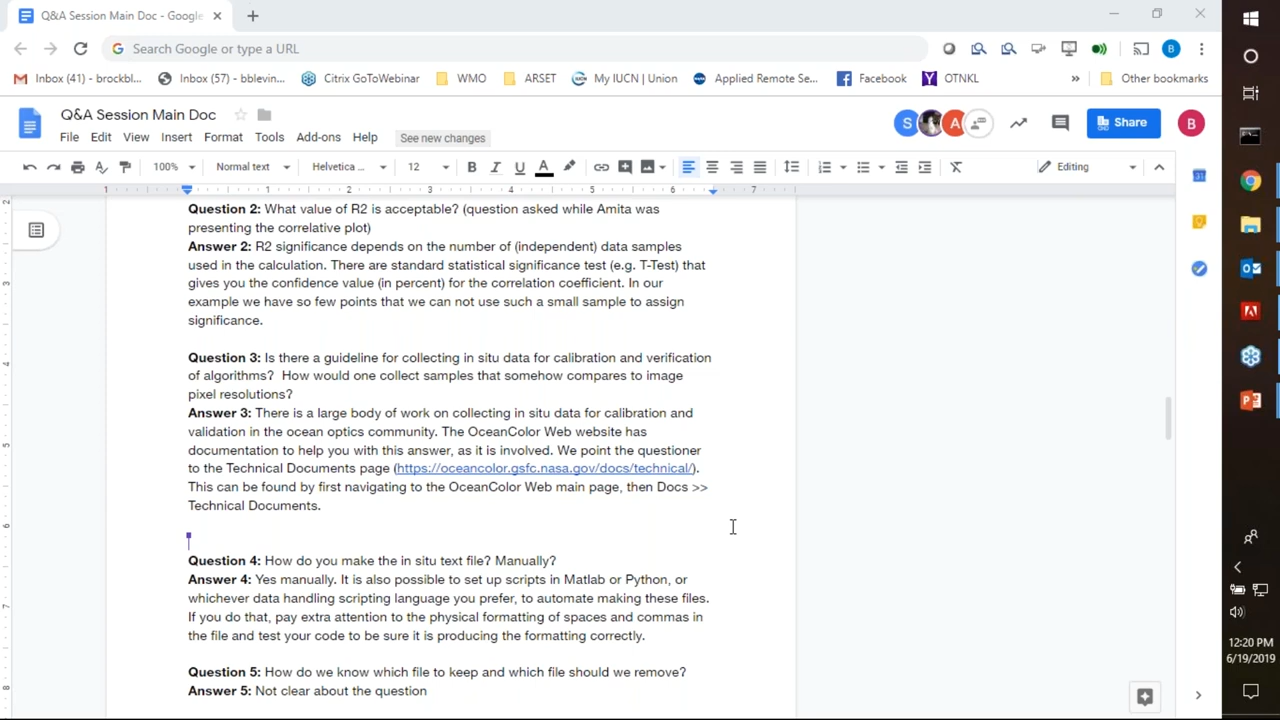 Q&A Session Main Doc - Google
Search Google or type a URL
Inbox (41) - brockbl... Inbox (57) - bblevin... Citrix GoToWebinar WMO ARSET My IUCN | Union Applied Remote Se... Facebook OTNKL » Other bookmarks
Q&A Session Main Doc
File Edit View Insert Format Tools Add-ons Help See new changes
S A Share B
100% Normal text Helvetica ... 12 B I U A Editing
1 1 2 3 4 5 6 7
Question 2: What value of R2 is acceptable? (question asked while Amita was
presenting the correlative plot)
Answer 2: R2 significance depends on the number of (independent) data samples
used in the calculation. There are standard statistical significance test (e.g. T-Test) that
gives you the confidence value (in percent) for the correlation coefficient. In our
example we have so few points that we can not use such a small sample to assign
significance.
Question 3: Is there a guideline for collecting in situ data for calibration and verification
of algorithms?  How would one collect samples that somehow compares to image
pixel resolutions?
Answer 3: There is a large body of work on collecting in situ data for calibration and
validation in the ocean optics community. The OceanColor Web website has
documentation to help you with this answer, as it is involved. We point the questioner
to the Technical Documents page (https://oceancolor.gsfc.nasa.gov/docs/technical/).
This can be found by first navigating to the OceanColor Web main page, then Docs >>
Technical Documents.
Question 4: How do you make the in situ text file? Manually?
Answer 4: Yes manually. It is also possible to set up scripts in Matlab or Python, or
whichever data handling scripting language you prefer, to automate making these files.
If you do that, pay extra attention to the physical formatting of spaces and commas in
the file and test your code to be sure it is producing the formatting correctly.
Question 5: How do we know which file to keep and which file should we remove?
Answer 5: Not clear about the question
12:20 PM
6/19/2019